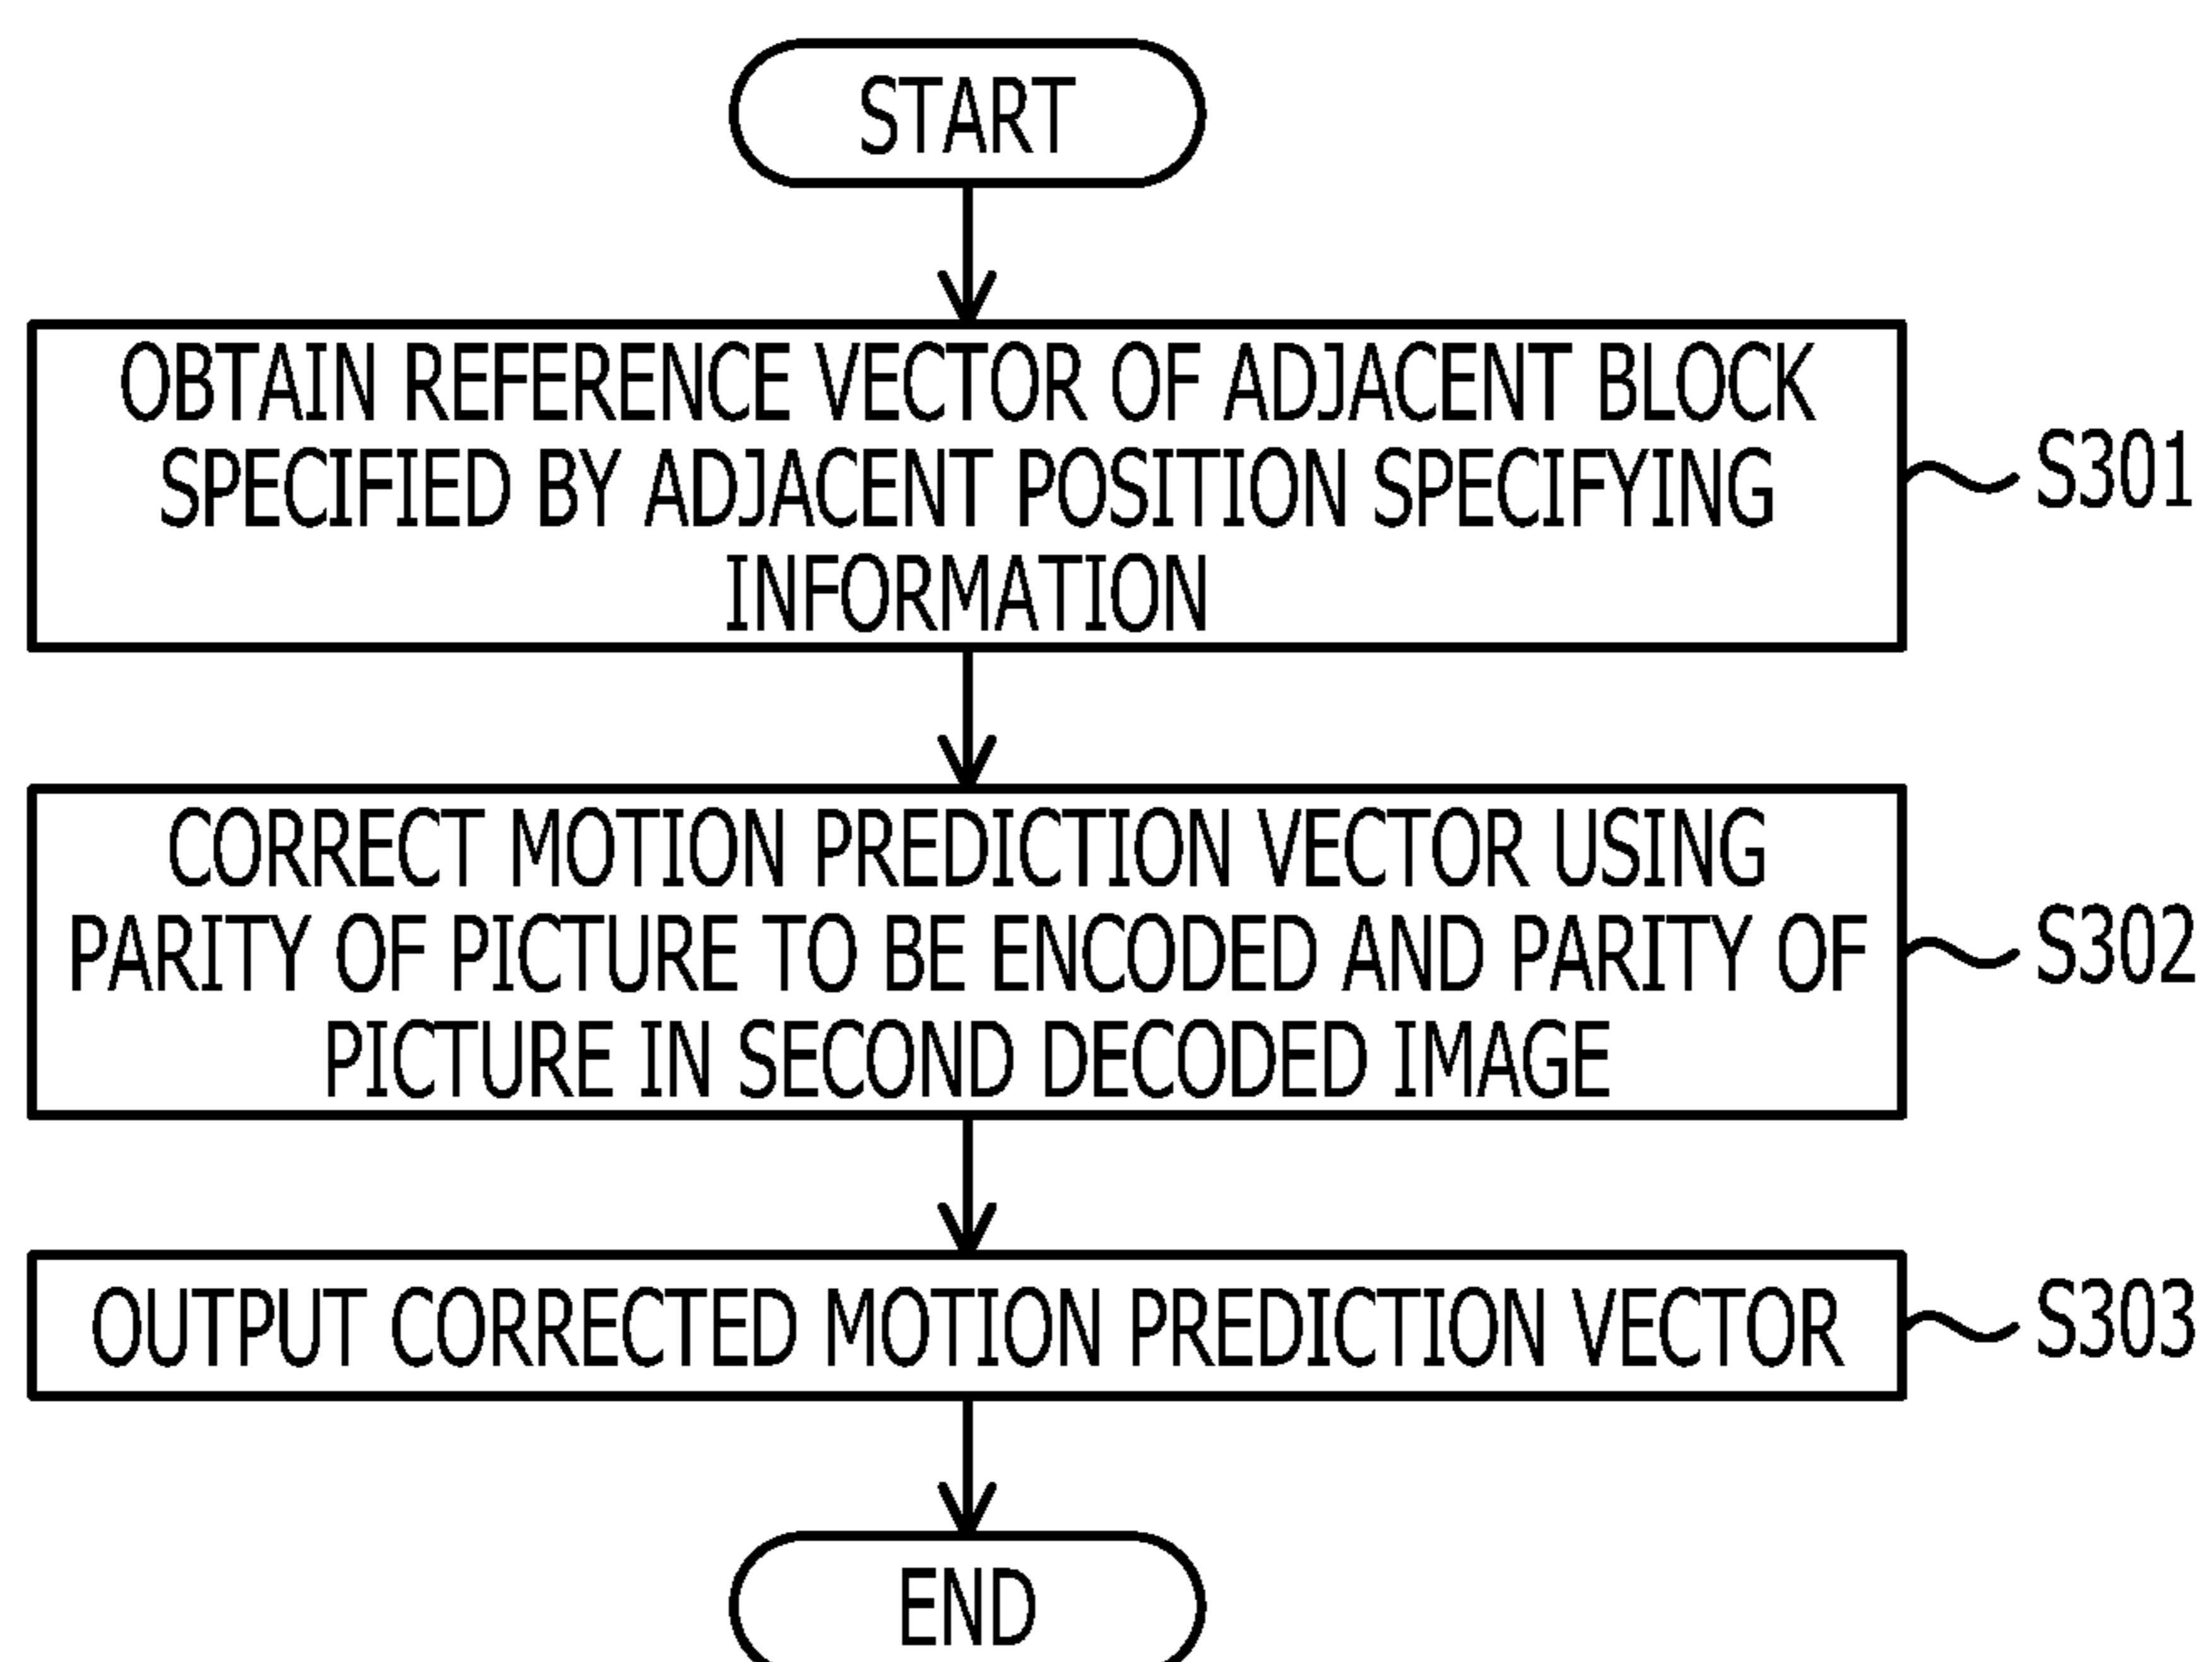 START
OBTAIN REFERENCE VECTOR OF ADJACENT BLOCK
SPECIFIED BY ADJACENT POSITION SPECIFYING
INFORMATION
S301
CORRECT MOTION PREDICTION VECTOR USING
PARITY OF PICTURE TO BE ENCODED AND PARITY OF
PICTURE IN SECOND DECODED IMAGE
S302
OUTPUT CORRECTED MOTION PREDICTION VECTOR
S303
END